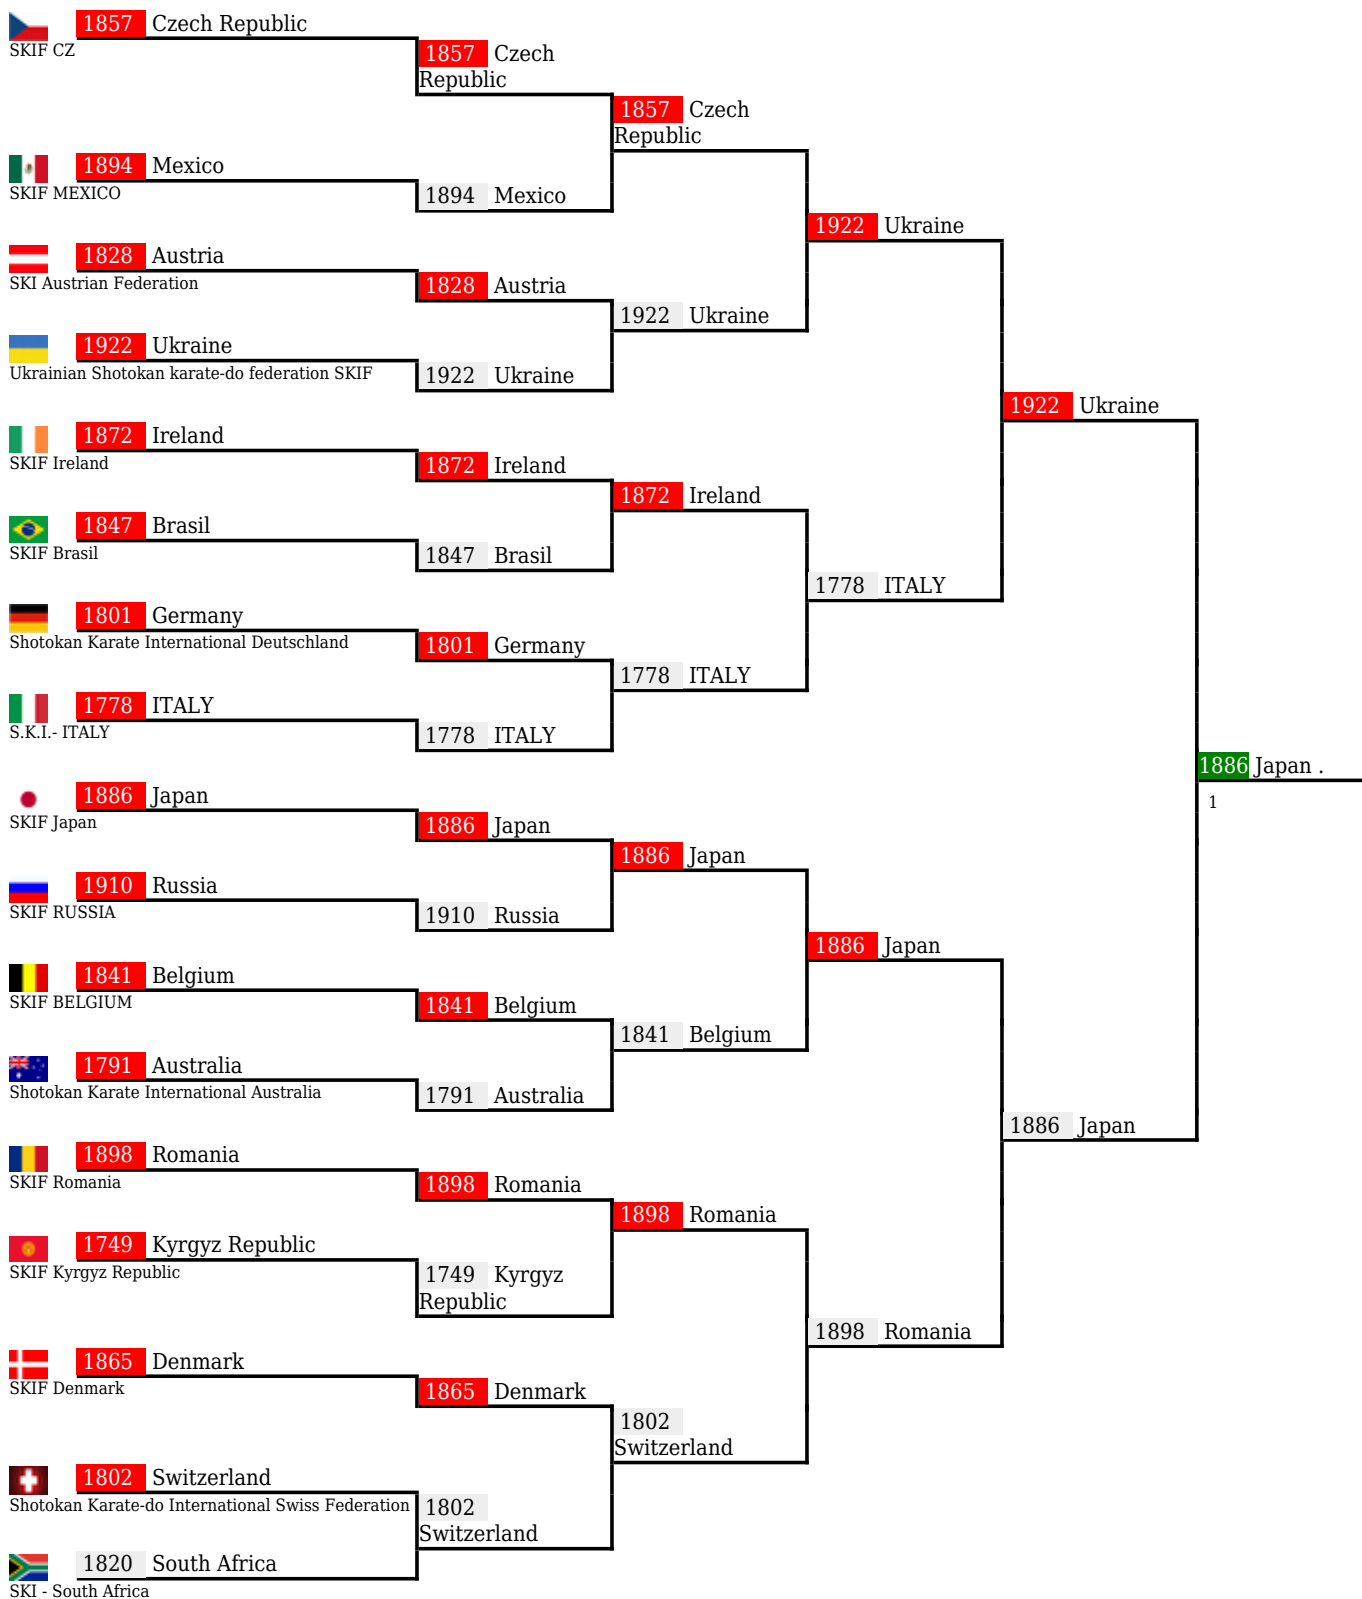 1857 Czech Republic
SKIF CZ
1857 Czech
Republic
1857 Czech
Republic
1894 Mexico
SKIF MEXICO
1894 Mexico
1922 Ukraine
1828 Austria
SKI Austrian Federation
1828 Austria
1922 Ukraine
1922 Ukraine
Ukrainian Shotokan karate-do federation SKIF
1922 Ukraine
1922 Ukraine
1872 Ireland
SKIF Ireland
1872 Ireland
1872 Ireland
1847 Brasil
SKIF Brasil
1847 Brasil
1778 ITALY
1801 Germany
Shotokan Karate International Deutschland
1801 Germany
1778 ITALY
1778 ITALY
S.K.I.- ITALY
1778 ITALY
1886 Japan .
1
1886 Japan
SKIF Japan
1886 Japan
1886 Japan
1910 Russia
SKIF RUSSIA
1910 Russia
1886 Japan
1841 Belgium
SKIF BELGIUM
1841 Belgium
1841 Belgium
1791 Australia
Shotokan Karate International Australia
1791 Australia
1886 Japan
1898 Romania
SKIF Romania
1898 Romania
1898 Romania
1749 Kyrgyz Republic
SKIF Kyrgyz Republic
1749 Kyrgyz
Republic
1898 Romania
1865 Denmark
SKIF Denmark
1865 Denmark
1802
Switzerland
1802 Switzerland
Shotokan Karate-do International Swiss Federation
1802
Switzerland
1820 South Africa
SKI - South Africa